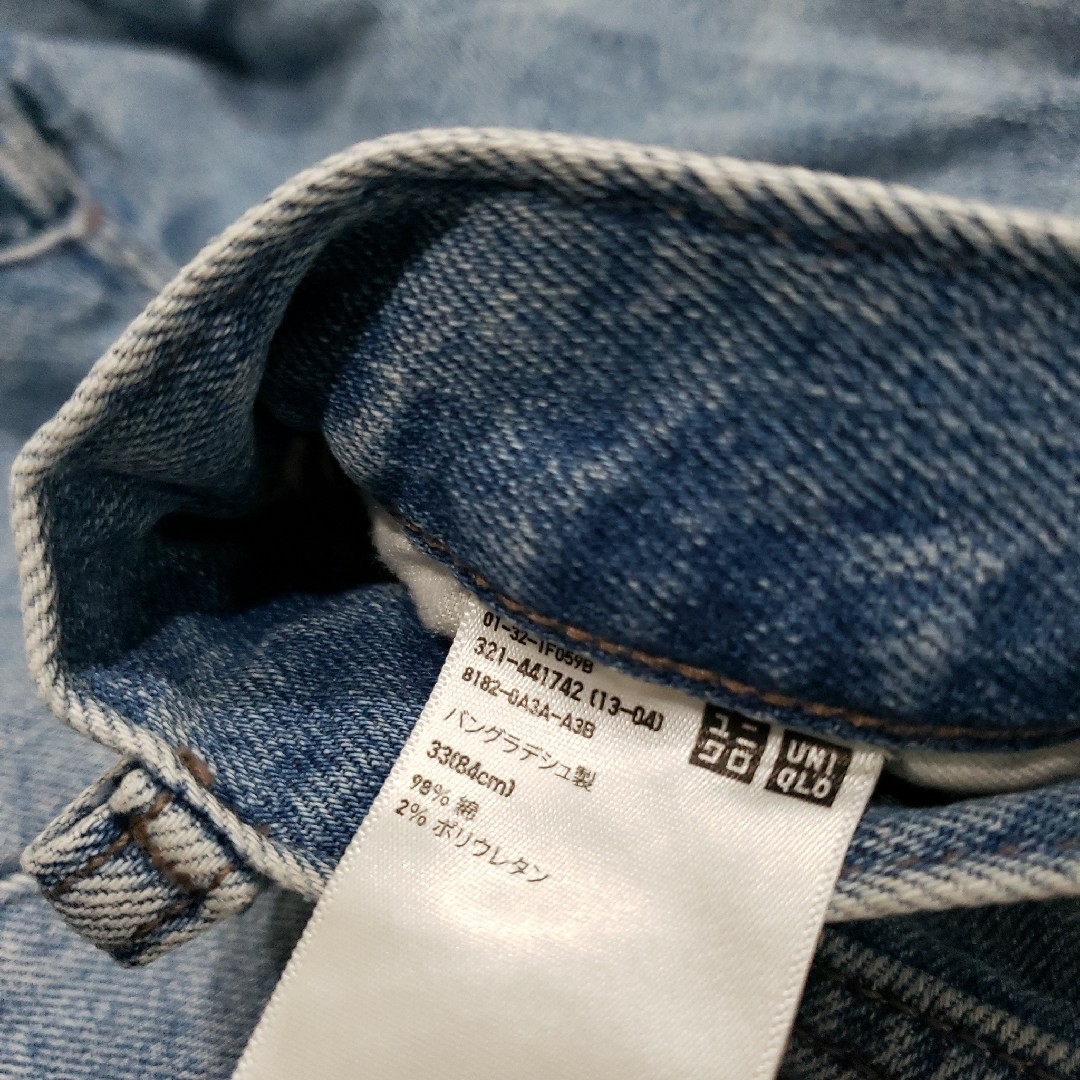 01-32-1F059B
321-441742 (13-04)
8182-0A3A-A3B
バングラデシュ製
33(84cm)
98% 綿
2% ポリウレタン
ユニ
クロ
UNI
QLO